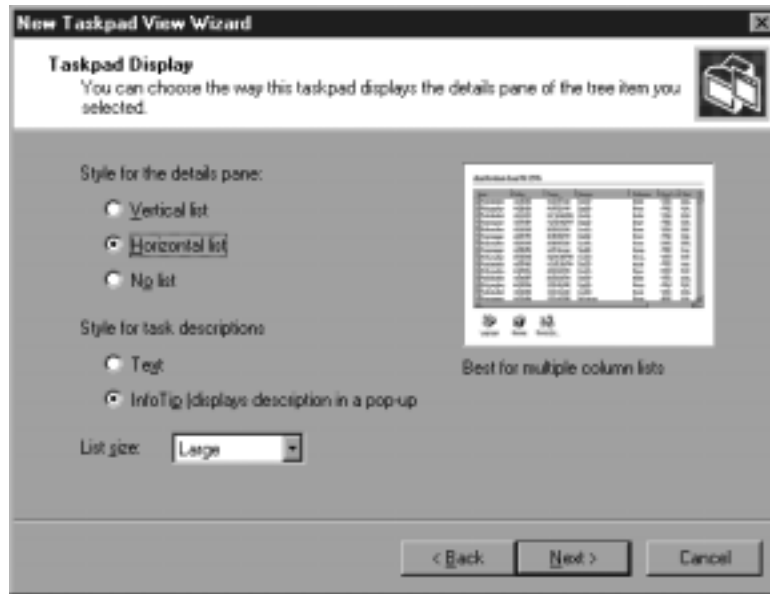 New Taskpad View Wizard
Taskpad Display
You can choose the way this taskpad displays the details pane of the tree item you
selected.
Style for the details pane:
Vertical list
Horizontal list
No list
Style for task descriptions
Text
InfoTip (displays description in a pop-up
Best for multiple column lists
List size:
Large
< Back
Next >
Cancel